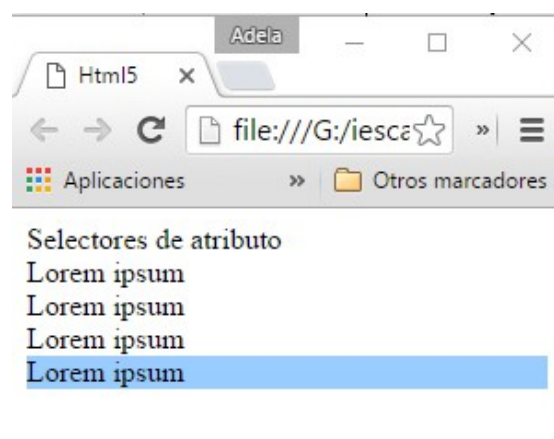 Adela
Html5
file:///G:/iesca
Aplicaciones » Otros marcadores
Selectores de atributo
Lorem ipsum
Lorem ipsum
Lorem ipsum
Lorem ipsum